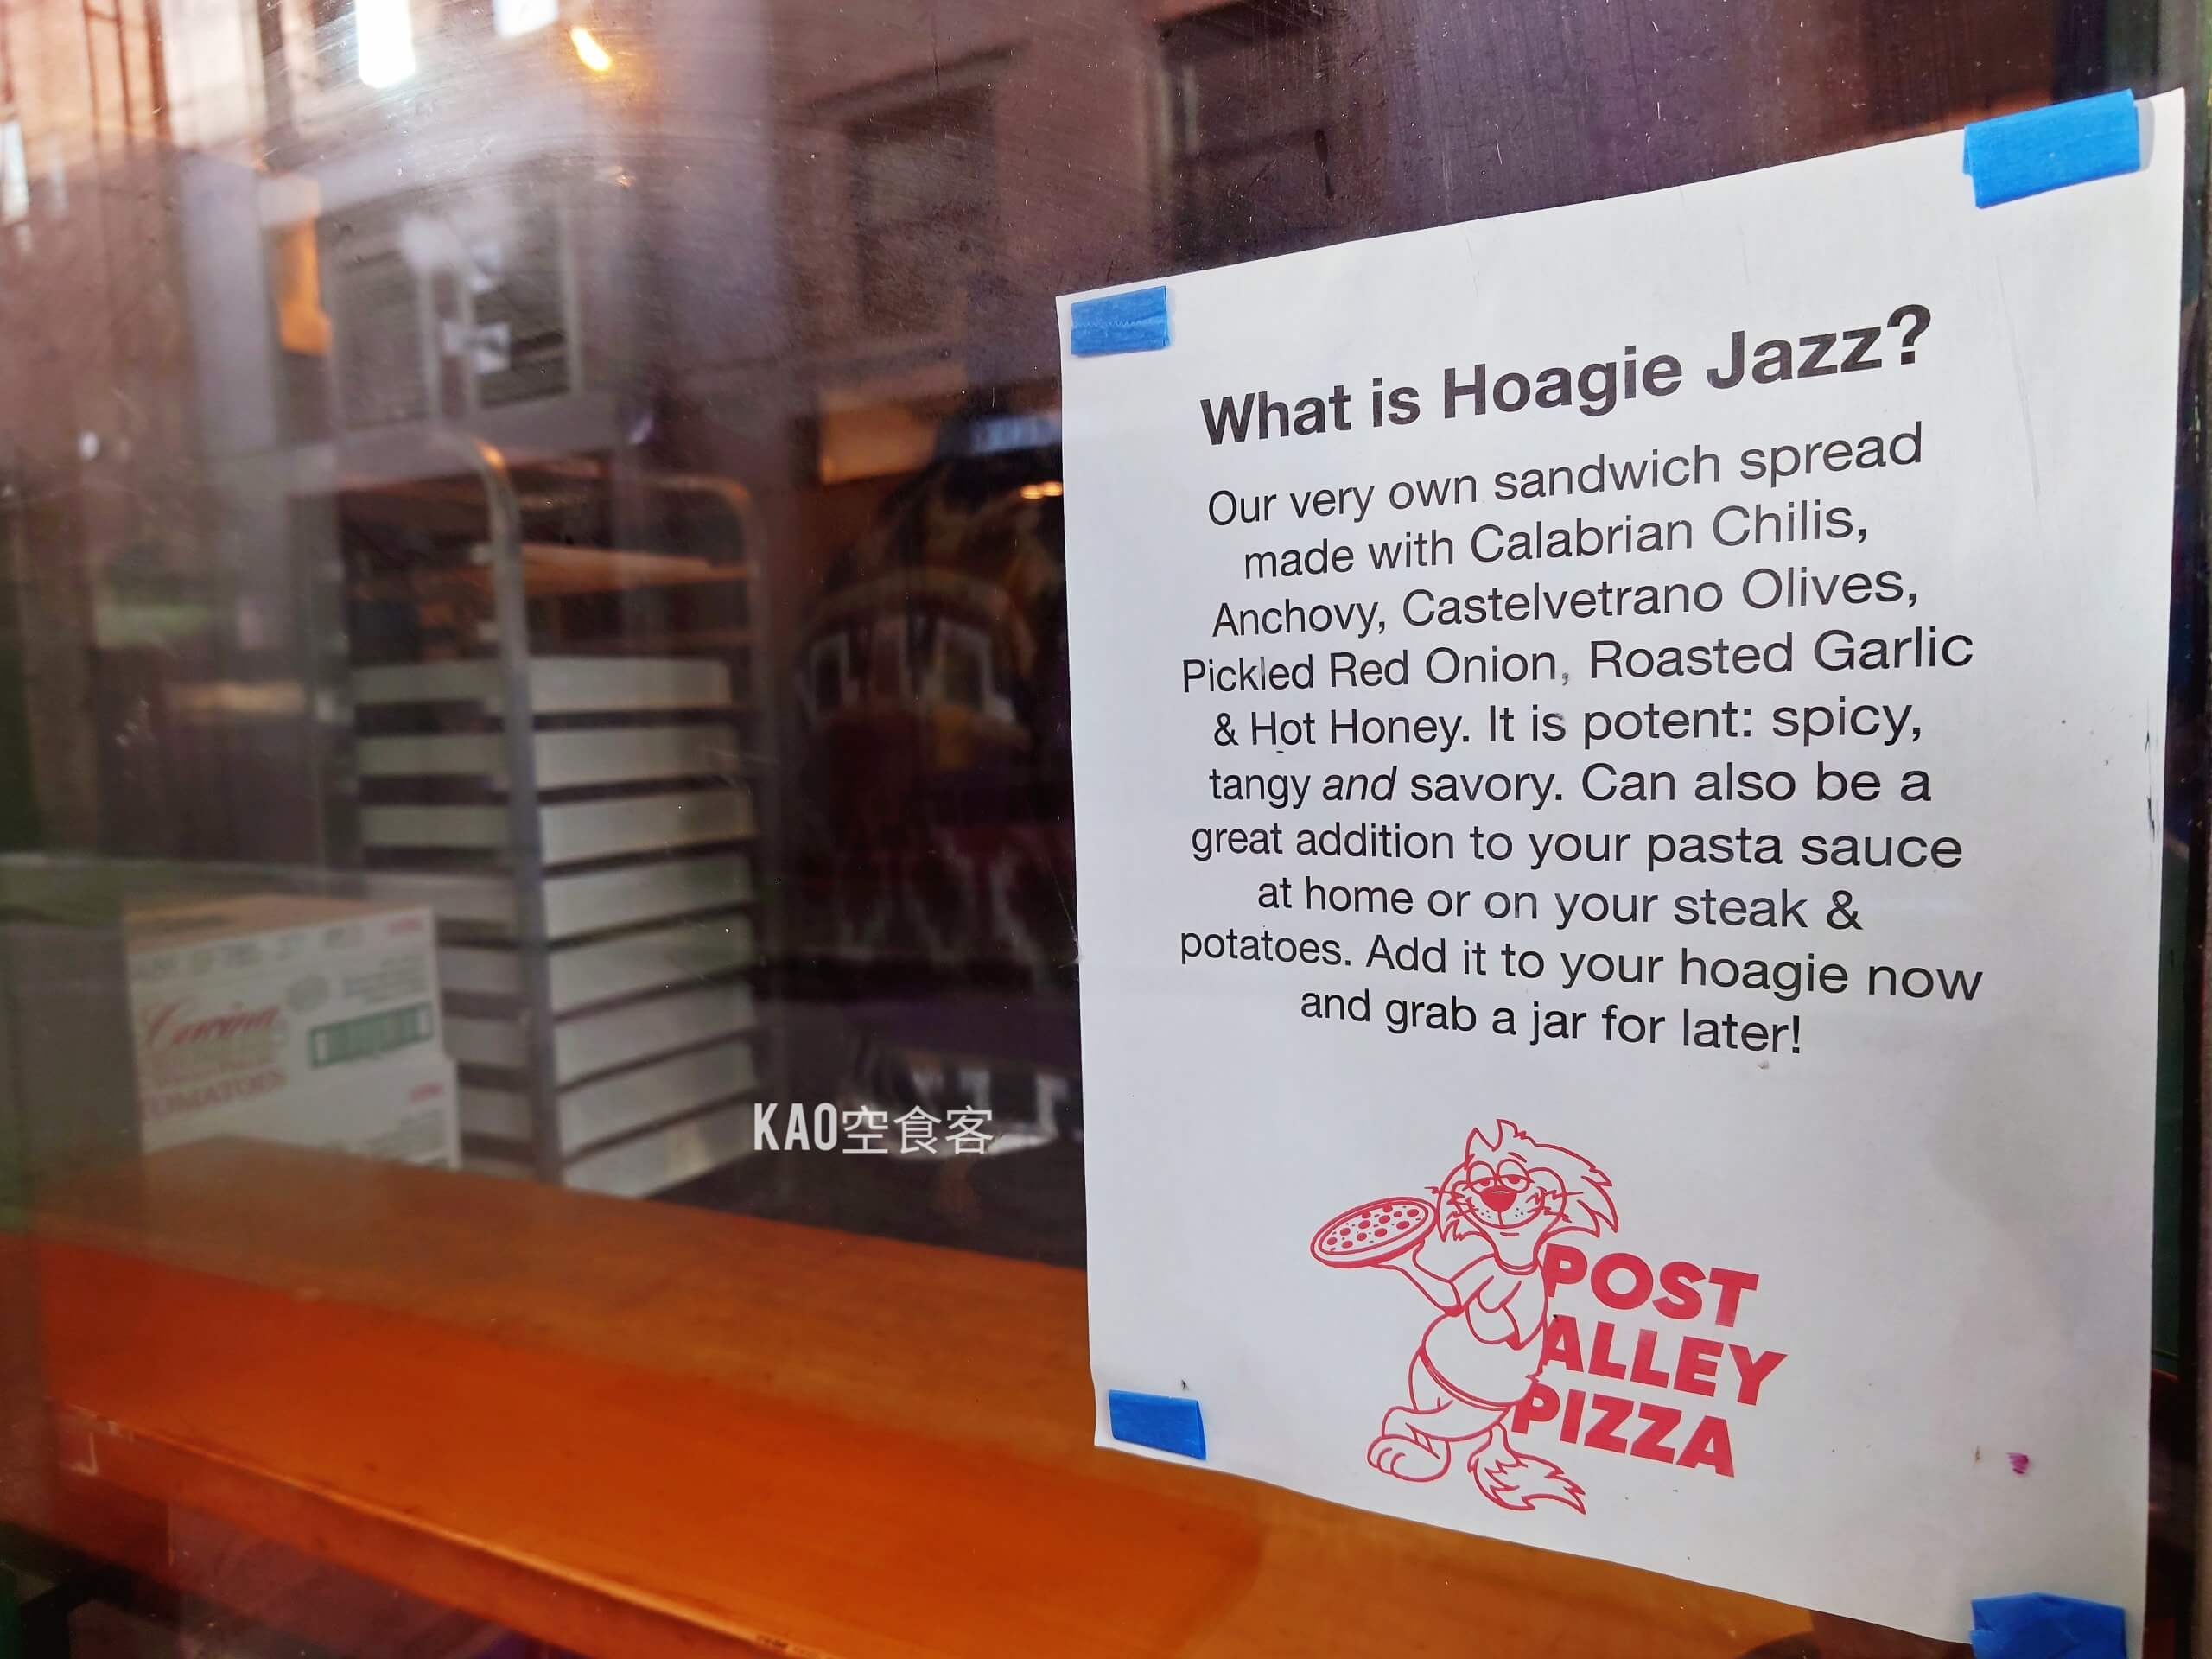 What is Hoagie Jazz?
Our very own sandwich spread
made with Calabrian Chilis,
Anchovy, Castelvetrano Olives,
Pickled Red Onion, Roasted Garlic
& Hot Honey. It is potent: spicy,
tangy and savory. Can also be a
great addition to your pasta sauce
at home or on your steak &
potatoes. Add it to your hoagie now
and grab a jar for later!
POST
ALLEY
PIZZA
KAO空食客
TOMATOES